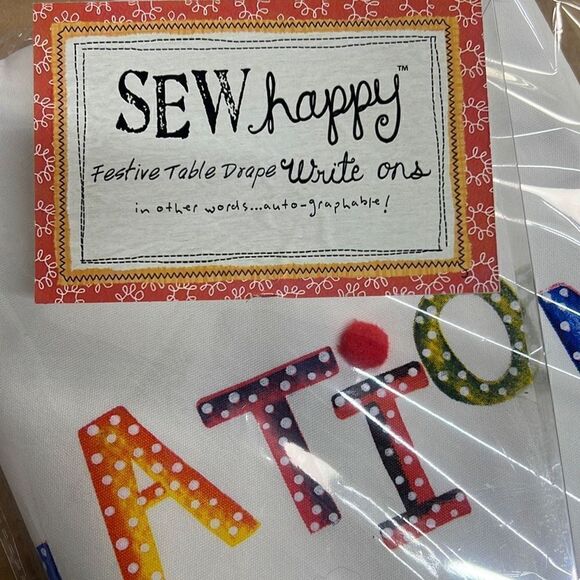 SEW happy™
Festive Table Drape Write ons
in other words...auto-graphable!
ATIO